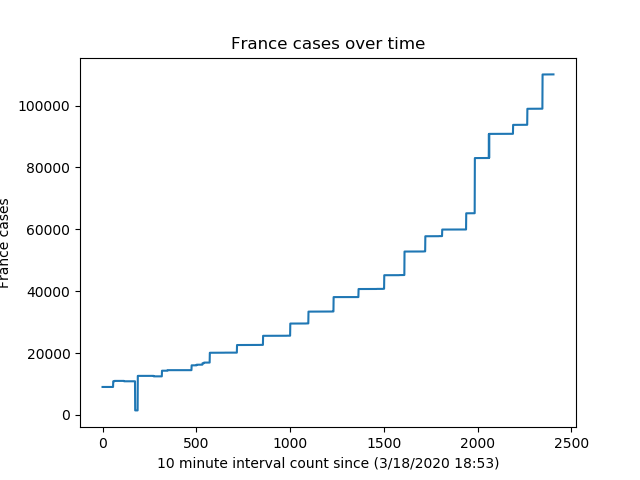 France cases over time
100000
80000
60000
40000
20000
0
France cases
0 500 1000 1500 2000 2500
10 minute interval count since (3/18/2020 18:53)